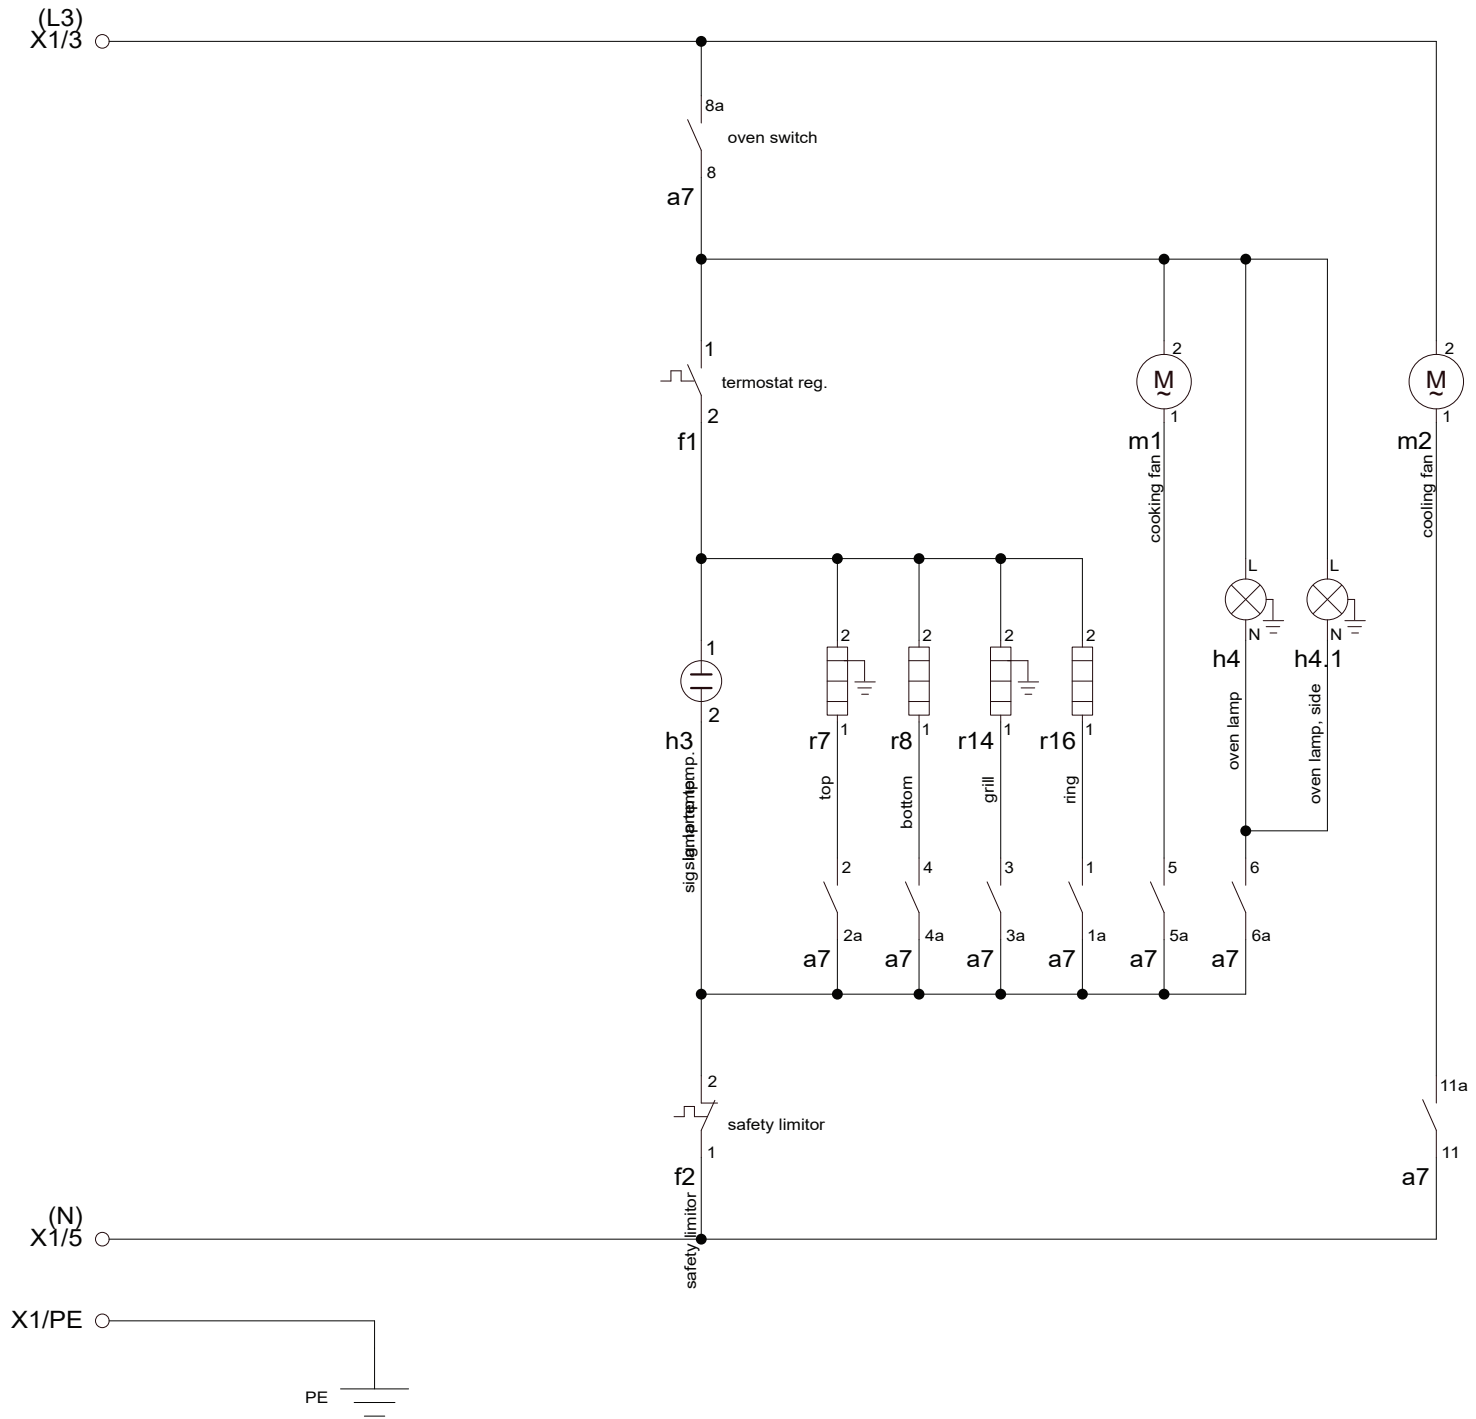 (L3)
X1/3
8a
oven switch
8
a7
1
termostat reg.
2
f1
2
M
~
1
m1
cooking fan
2
M
~
1
m2
cooling fan
1
2
h3
2
1
r7
top
2
1
r8
bottom
2
1
r14
grill
2
1
r16
ring
L
N
h4
oven lamp
L
N
h4.1
oven lamp, side
2
2a
a7
4
4a
a7
3
3a
a7
1
1a
a7
5
5a
a7
6
6a
a7
2
safety limitor
1
f2
safety limitor
11a
11
a7
(N)
X1/5
X1/PE
PE